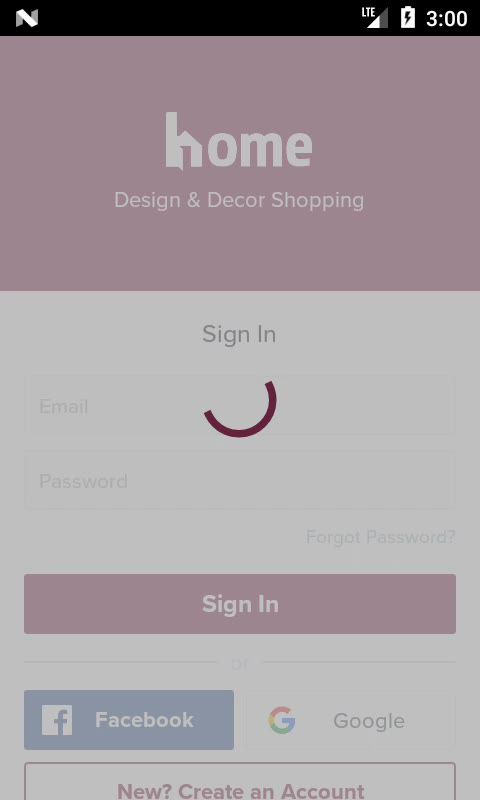 LTE 3:00
home
Design & Decor Shopping
Sign In
Email
Password
Forgot Password?
Sign In
or
Facebook
Google
New? Create an Account